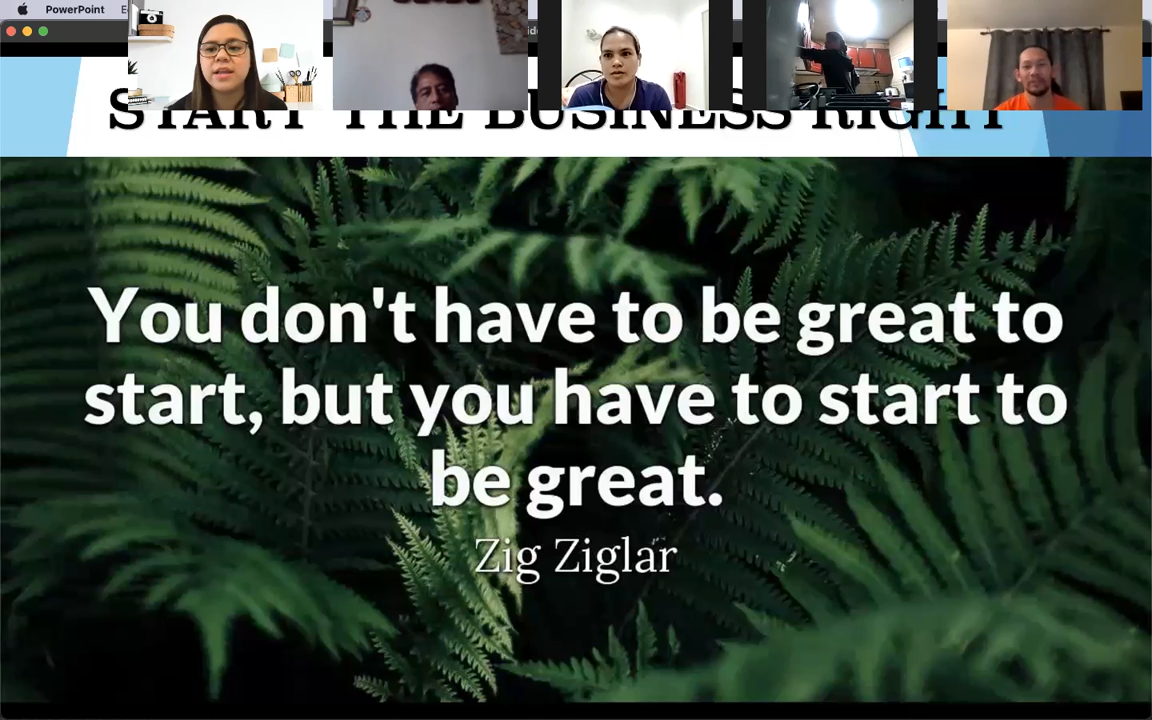 PowerPoint
START THE BUSINESS RIGHT
You don't have to be great to
start, but you have to start to
be great.
Zig Ziglar